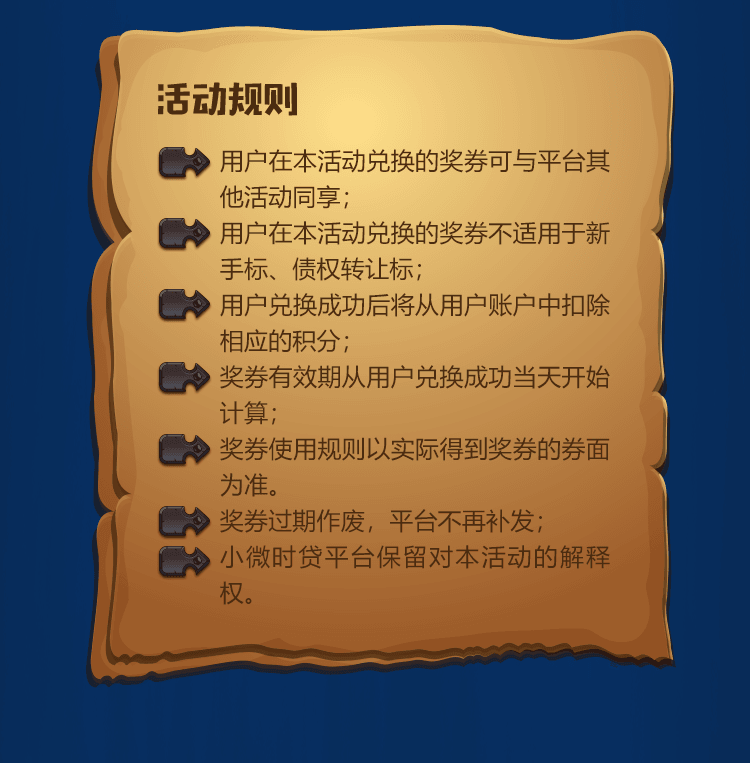 活动规则
用户在本活动兑换的奖券可与平台其
他活动同享；
用户在本活动兑换的奖券不适用于新
手标、债权转让标；
用户兑换成功后将从用户账户中扣除
相应的积分；
奖券有效期从用户兑换成功当天开始
计算；
奖券使用规则以实际得到奖券的券面
为准。
奖券过期作废，平台不再补发；
小微时贷平台保留对本活动的解释
权。